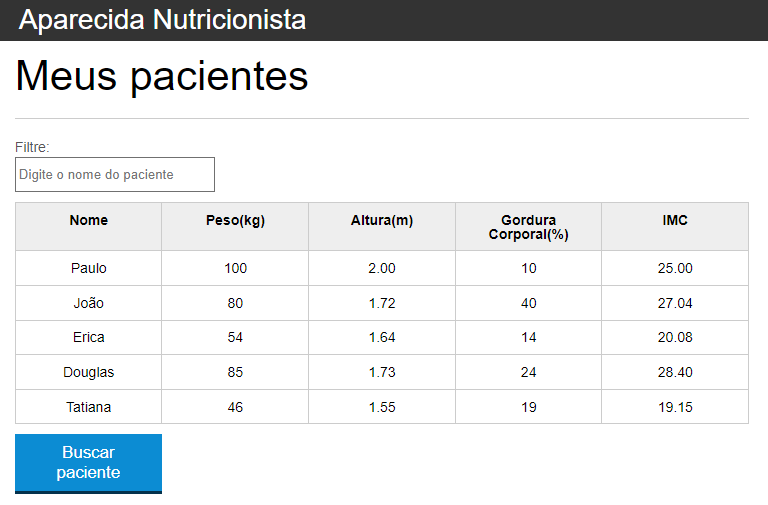 Aparecida Nutricionista
Meus pacientes
Filtre:
Digite o nome do paciente
Nome Peso(kg) Altura(m) Gordura Corporal(%) IMC
Paulo 100 2.00 10 25.00
João 80 1.72 40 27.04
Erica 54 1.64 14 20.08
Douglas 85 1.73 24 28.40
Tatiana 46 1.55 19 19.15
Buscar
paciente